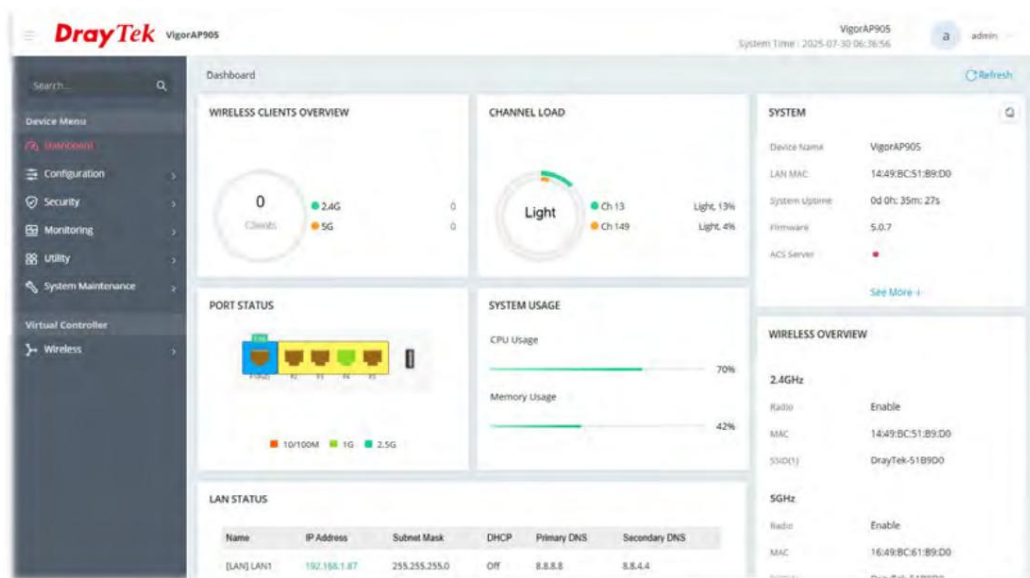 DrayTek VigorAP905
VigorAP905
System Time : 2025-07-30 06:36:56
a admin
Search...
Device Menu
Dashboard
Configuration
Security
Monitoring
Utility
System Maintenance
Virtual Controller
Wireless
Dashboard
Refresh
WIRELESS CLIENTS OVERVIEW
0
Clients
2.4G 0
5G 0
CHANNEL LOAD
Light
Ch 13 Light, 13%
Ch 149 Light, 4%
SYSTEM
Device Name VigorAP905
LAN MAC 14:49:BC:51:B9:D0
System Uptime 0d 0h: 35m: 27s
Firmware 5.0.7
ACS Server
See More +
PORT STATUS
P2 P3 P4 P5
10/100M 1G 2.5G
SYSTEM USAGE
CPU Usage
70%
Memory Usage
42%
WIRELESS OVERVIEW
2.4GHz
Radio Enable
MAC 14:49:BC:51:B9:D0
SSID(1) DrayTek-51B9D0
5GHz
Radio Enable
MAC 16:49:BC:61:B9:D0
LAN STATUS
Name IP Address Subnet Mask DHCP Primary DNS Secondary DNS
[LAN] LAN1 192.168.1.87 255.255.255.0 Off 8.8.8.8 8.8.4.4